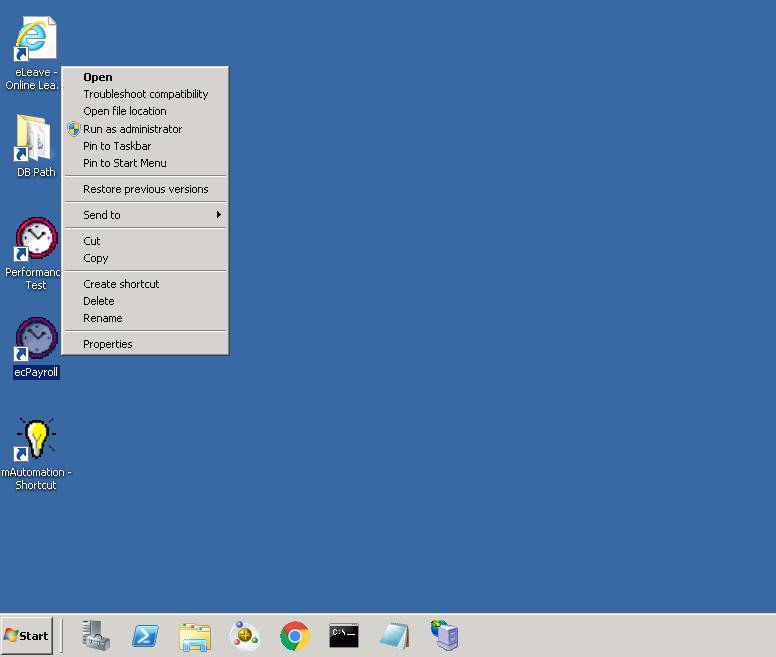 eLeave -
Online Lea...
Open
Troubleshoot compatibility
Open file location
Run as administrator
Pin to Taskbar
Pin to Start Menu
Restore previous versions
Send to
Cut
Copy
Create shortcut
Delete
Rename
Properties
DB Path
Performanc
Test
ecPayroll
mAutomation -
Shortcut
Start
C:\_